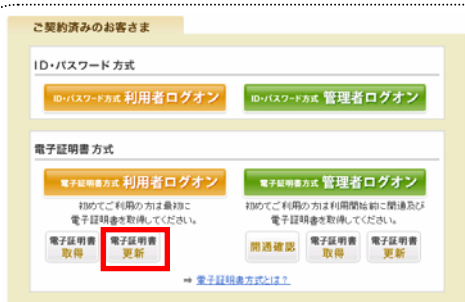 ご契約済みのお客さま
ID・パスワード方式
ID・パスワード方式 利用者ログオン
ID・パスワード方式 管理者ログオン
電子証明書方式
電子証明書方式 利用者ログオン
電子証明書方式 管理者ログオン
初めてご利用の方は最初に
電子証明書を取得してください。
初めてご利用の方は利用開始前に開通及び
電子証明書を取得してください。
電子証明書
取得
電子証明書
更新
開通確認
電子証明書
取得
電子証明書
更新
⇒ 電子証明書方式とは?